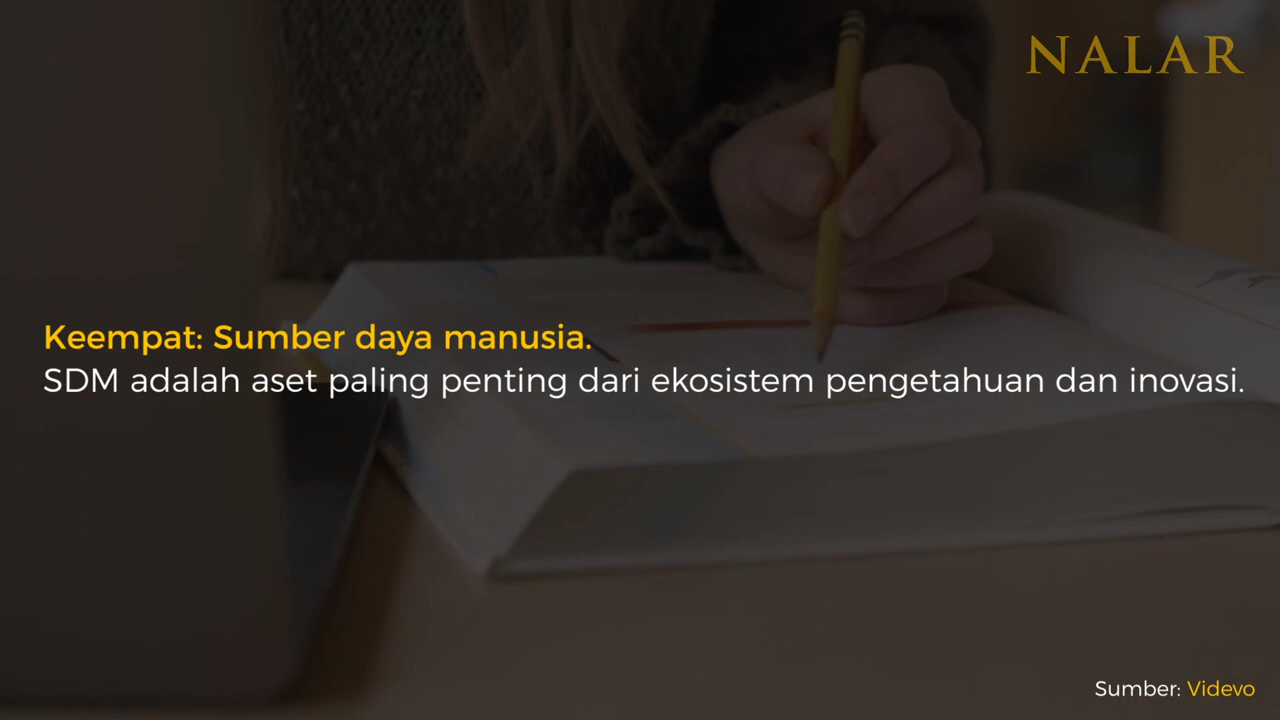 NALAR
Keempat: Sumber daya manusia.
SDM adalah aset paling penting dari ekosistem pengetahuan dan inovasi.
Sumber: Videvo